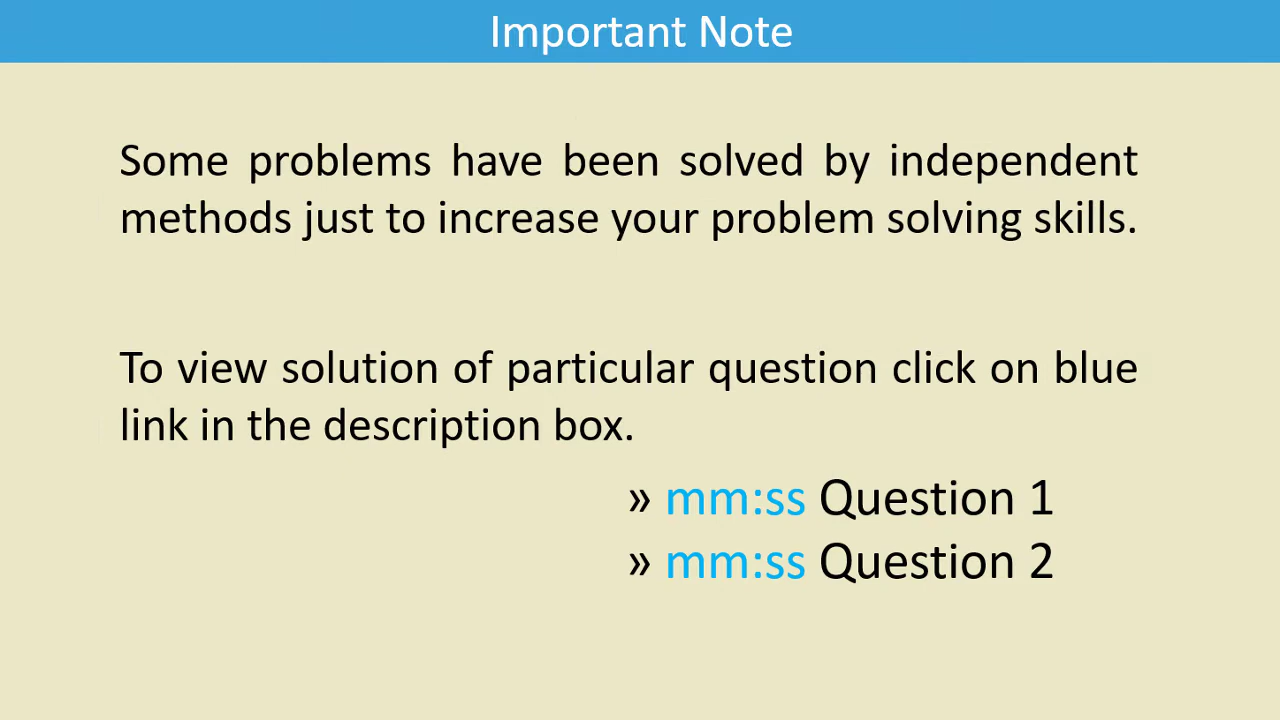 Important Note
Some problems have been solved by independent
methods just to increase your problem solving skills.
To view solution of particular question click on blue
link in the description box.
» mm:ss Question 1
» mm:ss Question 2